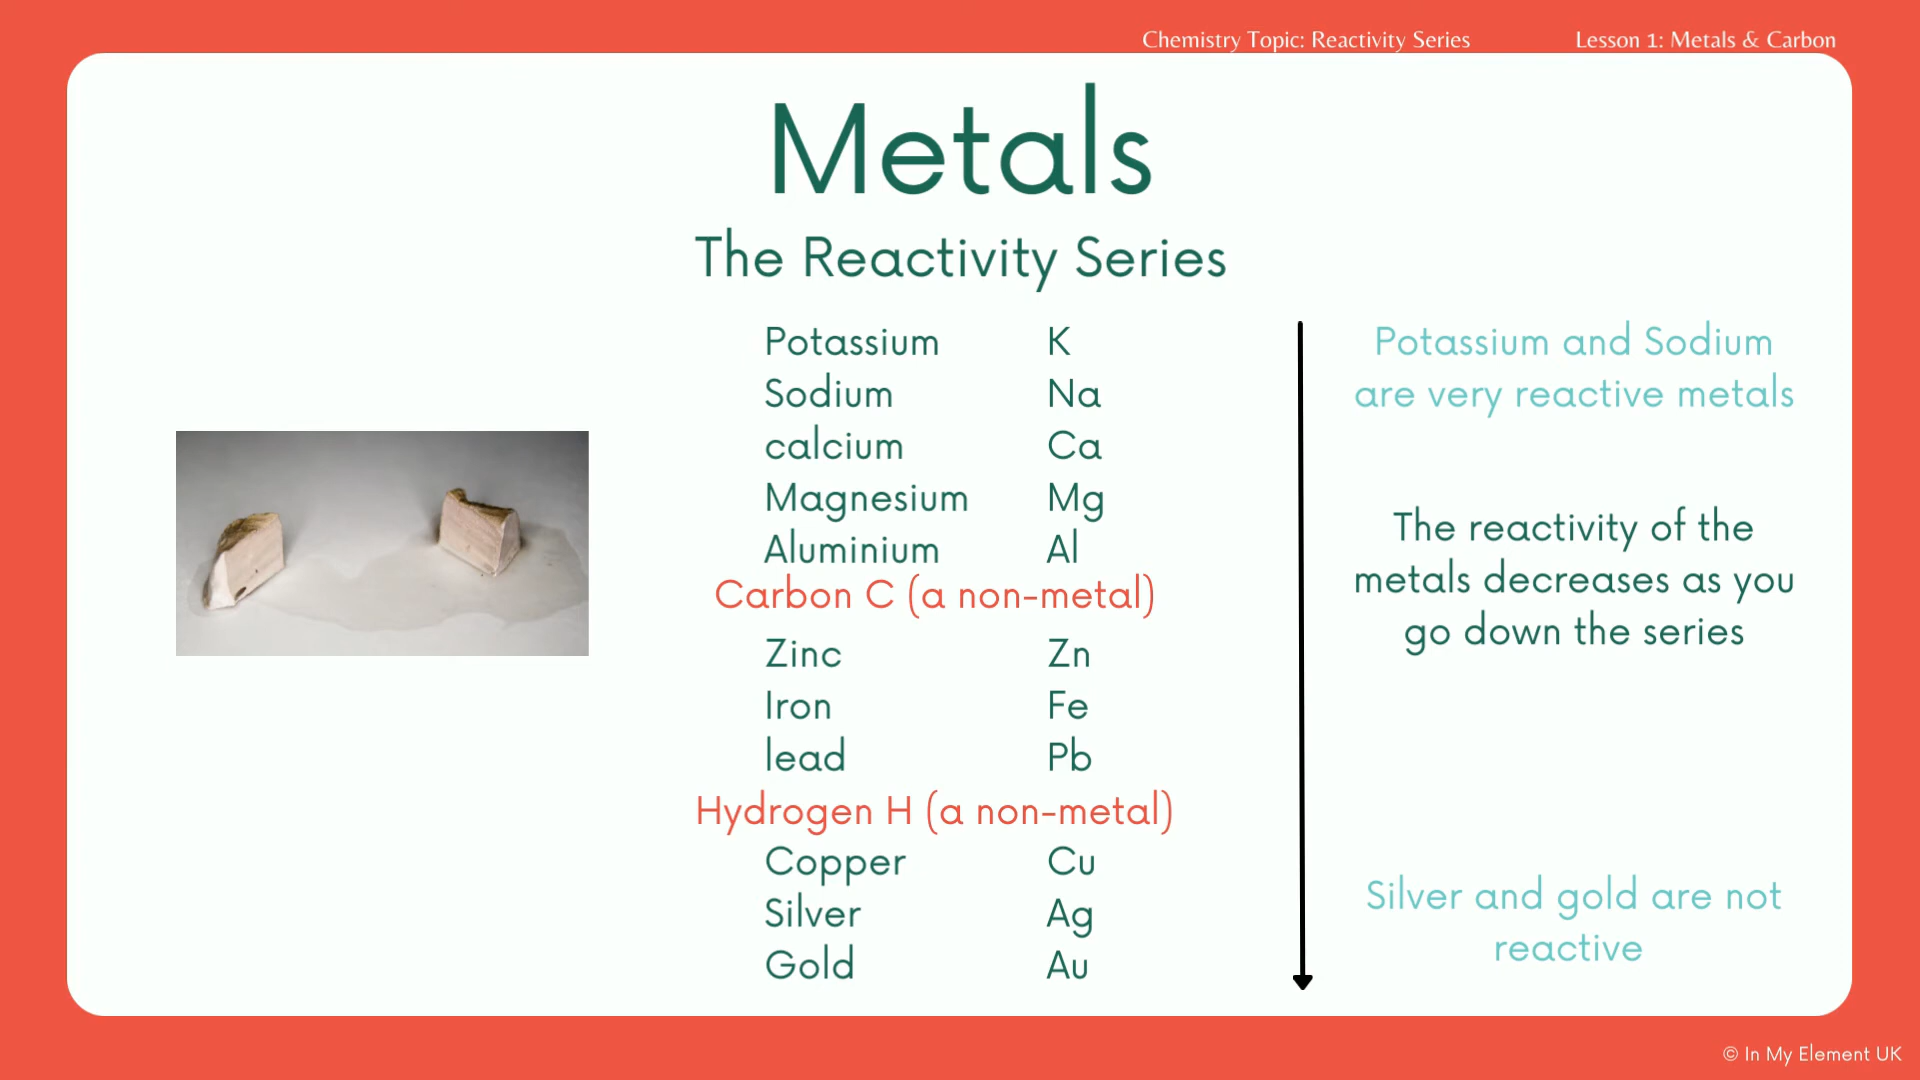 Chemistry Topic: Reactivity Series Lesson 1: Metals & Carbon
Metals
The Reactivity Series
Potassium K
Sodium Na
calcium Ca
Magnesium Mg
Aluminium Al
Carbon C (a non-metal)
Zinc Zn
Iron Fe
lead Pb
Hydrogen H (a non-metal)
Copper Cu
Silver Ag
Gold Au
Potassium and Sodium
are very reactive metals
The reactivity of the
metals decreases as you
go down the series
Silver and gold are not
reactive
© In My Element UK